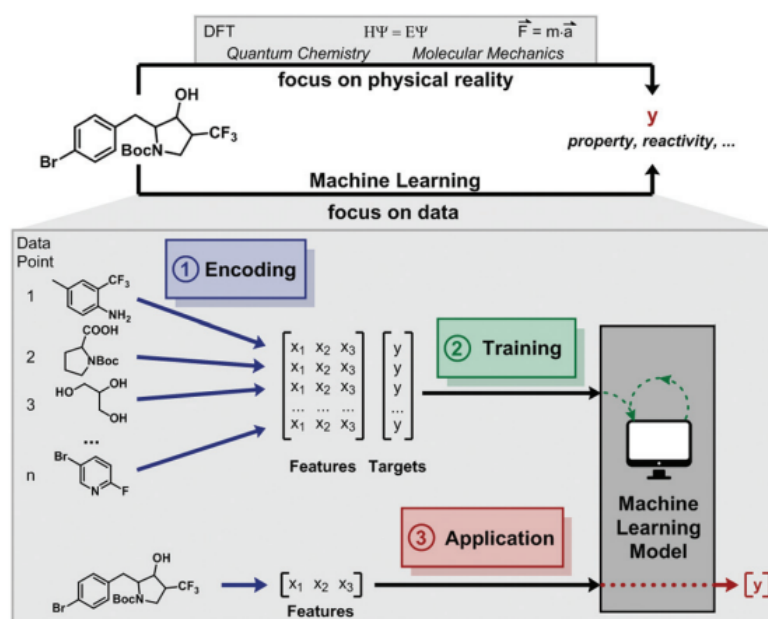 DFT HΨ = EΨ F = m·a
Quantum Chemistry Molecular Mechanics
focus on physical reality
OH
CF3
BocN
Br
y
property, reactivity, ...
Machine Learning
focus on data
Data
Point
1 Encoding
1
CF3
NH2
COOH
2
NBoc
x1 x2 x3 y
x1 x2 x3 y
x1 x2 x3 y
... ... ... ...
x1 x2 x3 y
2 Training
3
HO
OH
OH
...
Br
n
N
F
Features Targets
Machine
Learning
Model
3 Application
OH
CF3
BocN
Br
[x1 x2 x3]
Features
[y]